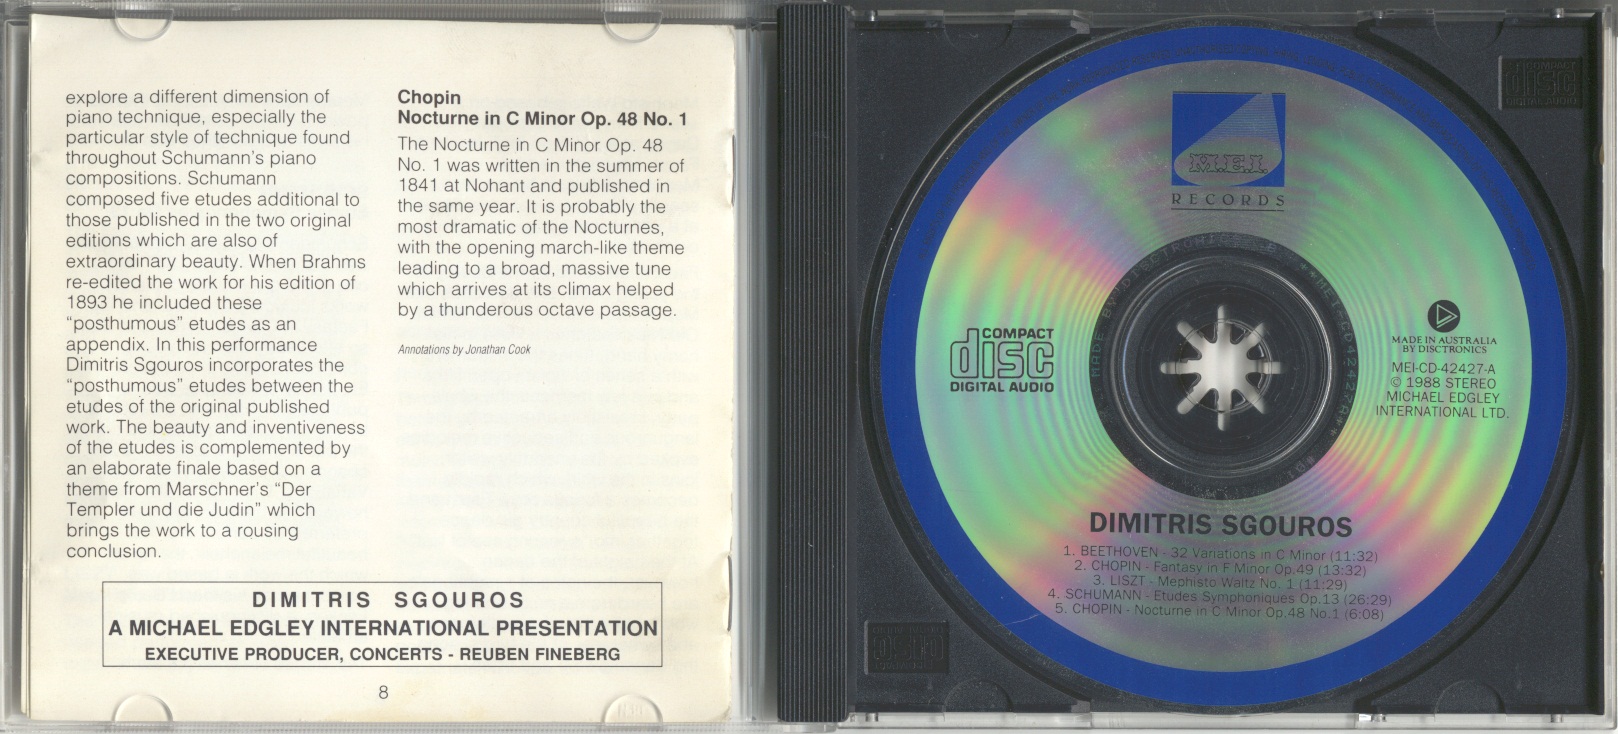 explore a different dimension of
piano technique, especially the
particular style of technique found
throughout Schumann's piano
compositions. Schumann
composed five etudes additional to
those published in the two original
editions which are also of
extraordinary beauty. When Brahms
re-edited the work for his edition of
1893 he included these
“posthumous” etudes as an
appendix. In this performance
Dimitris Sgouros incorporates the
“posthumous” etudes between the
etudes of the original published
work. The beauty and inventiveness
of the etudes is complemented by
an elaborate finale based on a
theme from Marschner's “Der
Templer und die Judin” which
brings the work to a rousing
conclusion.
Chopin
Nocturne in C Minor Op. 48 No. 1
The Nocturne in C Minor Op. 48
No. 1 was written in the summer of
1841 at Nohant and published in
the same year. It is probably the
most dramatic of the Nocturnes,
with the opening march-like theme
leading to a broad, massive tune
which arrives at its climax helped
by a thunderous octave passage.
Annotations by Jonathan Cook
DIMITRIS SGOUROS
A MICHAEL EDGLEY INTERNATIONAL PRESENTATION
EXECUTIVE PRODUCER, CONCERTS - REUBEN FINEBERG
8
COMPACT
disc
DIGITAL AUDIO
M.E.I.
RECORDS
COMPACT
disc
DIGITAL AUDIO
MADE IN AUSTRALIA
BY DISCTRONICS
MEI-CD-42427-A
© 1988 STEREO
MICHAEL EDGLEY
INTERNATIONAL LTD.
DIMITRIS SGOUROS
1. BEETHOVEN - 32 Variations in C Minor (11:32)
2. CHOPIN - Fantasy in F Minor Op.49 (13:32)
3. LISZT - Mephisto Waltz No. 1 (11:29)
4. SCHUMANN - Etudes Symphoniques Op.13 (26:29)
5. CHOPIN - Nocturne in C Minor Op.48 No.1 (6:08)